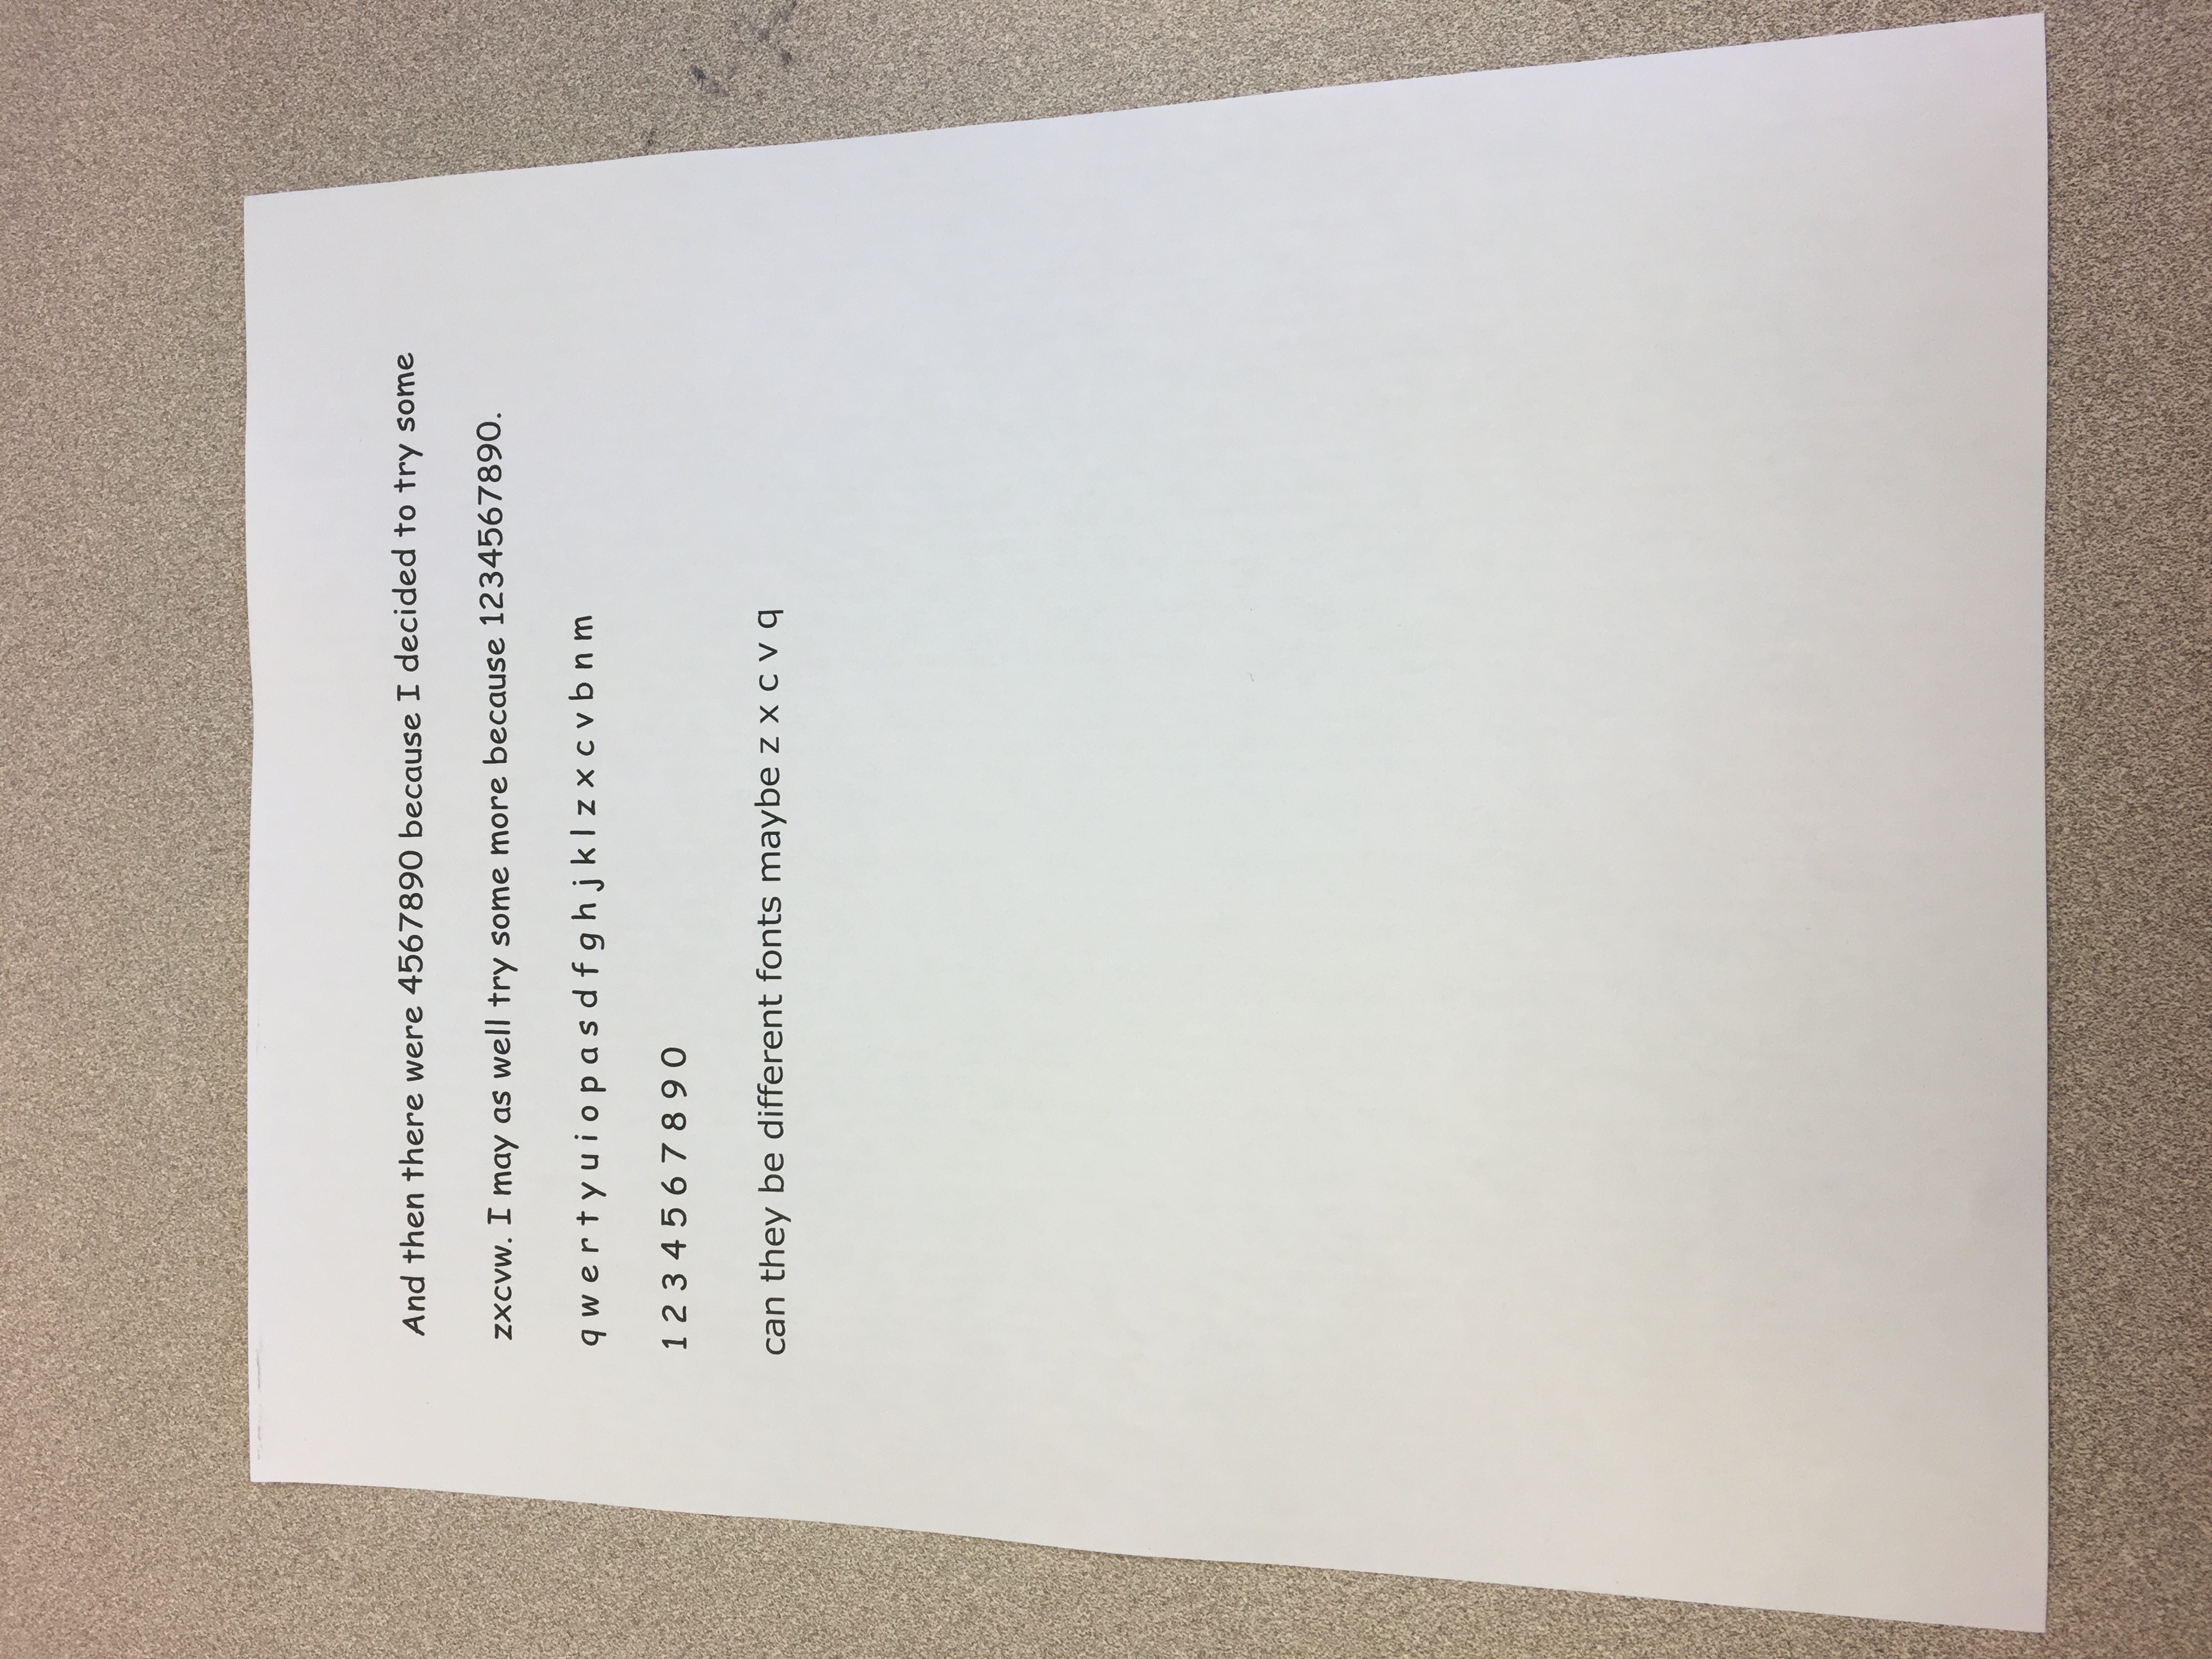 And then there were 4567890 because I decided to try some
zxcvw. I may as well try some more because 1234567890.
q w e r t y u i o p a s d f g h j k l z x c v b n m
1 2 3 4 5 6 7 8 9 0
can they be different fonts maybe z x c v q